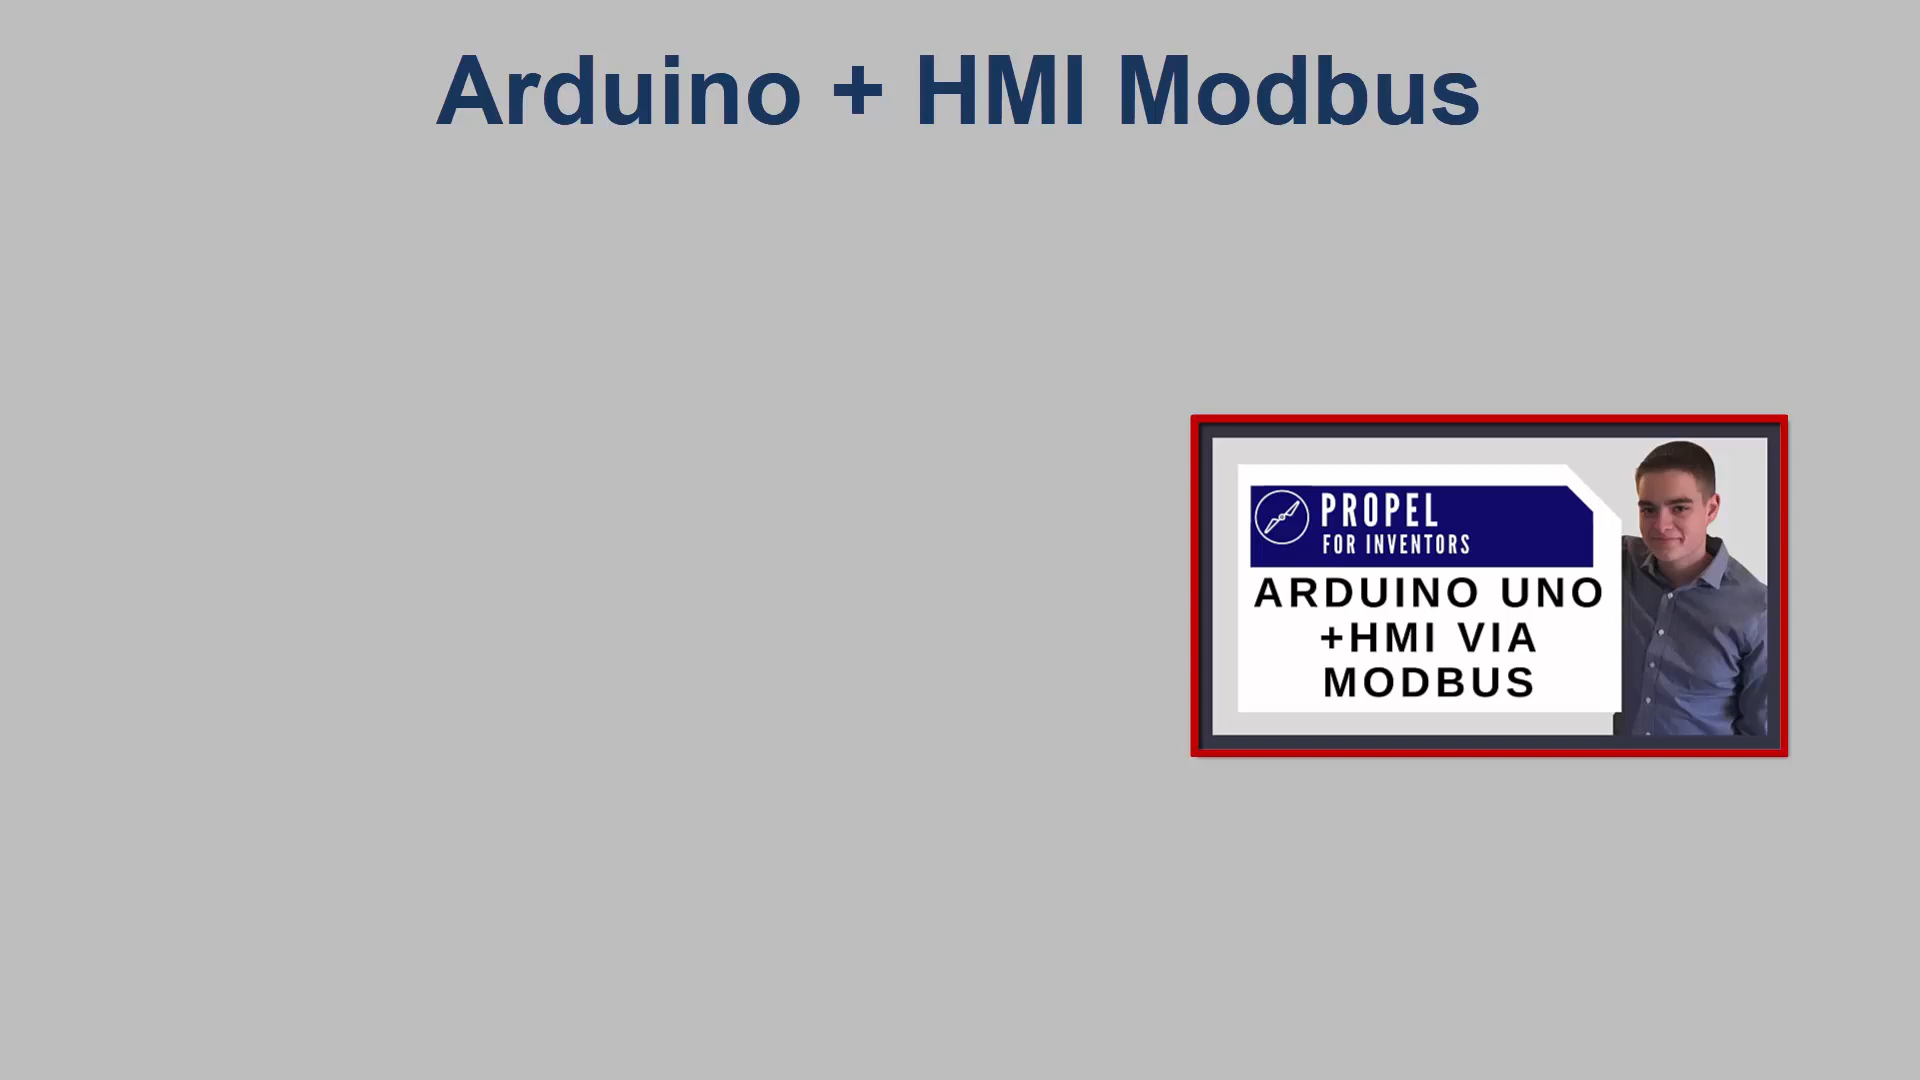 Arduino + HMI Modbus
PROPEL
FOR INVENTORS
ARDUINO UNO
+HMI VIA
MODBUS